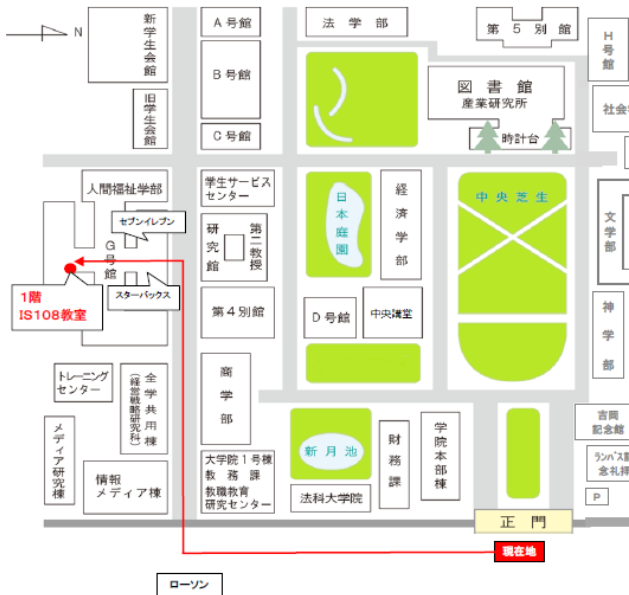 N
新学生会館
旧学生会館
A号館
B号館
C号館
法学部
第5別館
H号館
図書館
産業研究所
時計台
社会
人間福祉学部
セブンイレブン
G号館
スターバックス
1階
IS108教室
学生サービス
センター
研究館
第二教授
第4別館
日本庭園
経済学部
D号館
中央講堂
中央芝生
文学部
神学部
トレーニング
センター
全学共用棟
(経営戦略研究科)
メディア研究棟
情報
メディア棟
商学部
大学院1号棟
教務課
教職教育
研究センター
新月池
法科大学院
財務課
学院本部棟
吉岡
記念館
ランバス
念礼拝
P
正門
現在地
ローソン